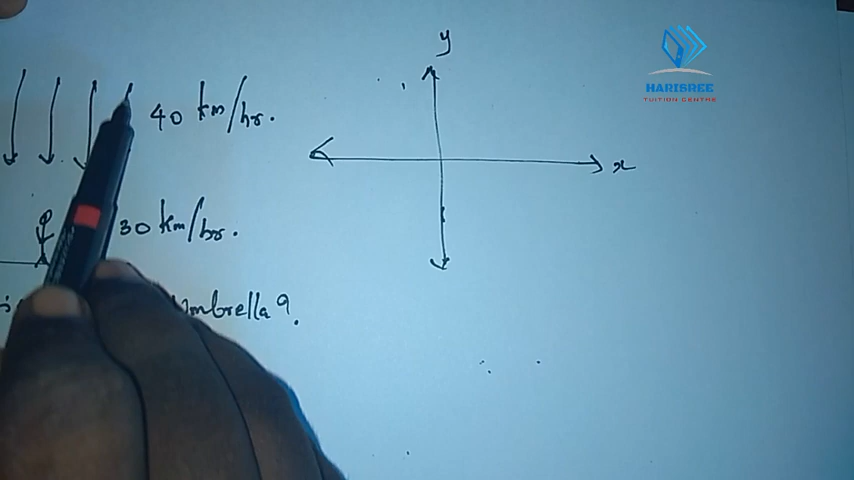 y
40 km/hr.
x
30 km/hr.
Umbrella?
HARISREE
TUITION CENTRE